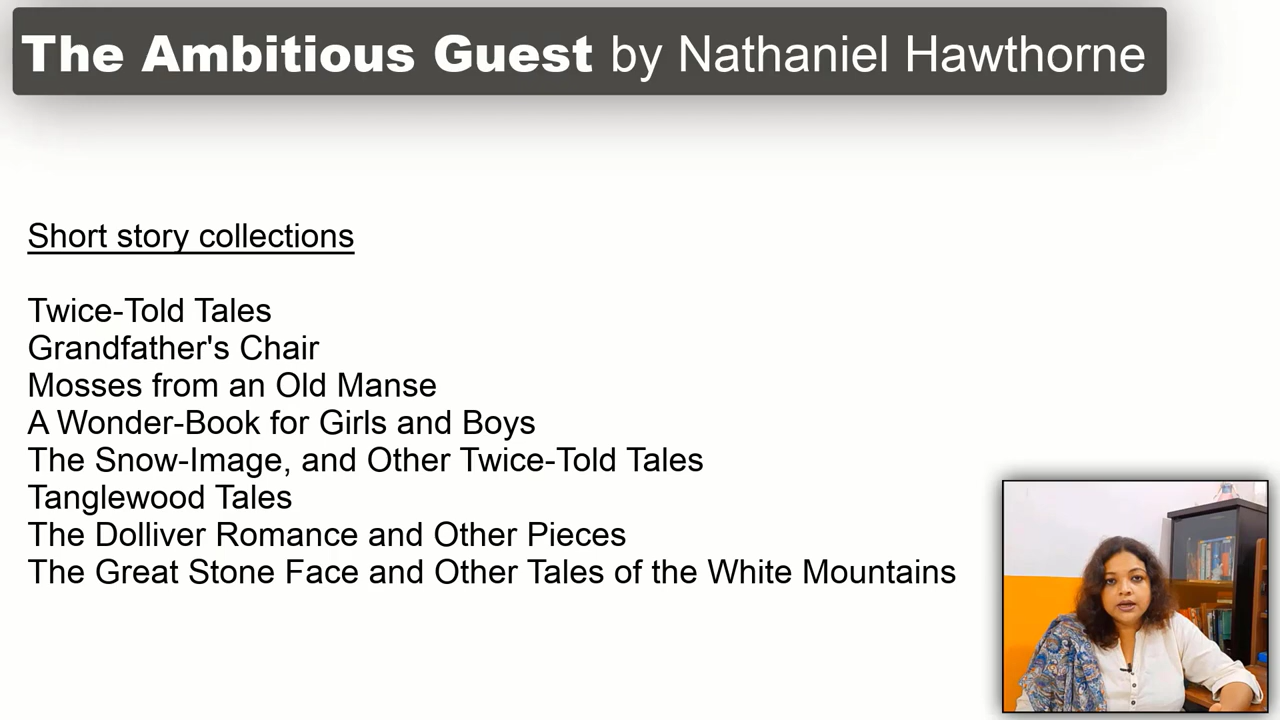 The Ambitious Guest by Nathaniel Hawthorne
Short story collections
Twice-Told Tales
Grandfather's Chair
Mosses from an Old Manse
A Wonder-Book for Girls and Boys
The Snow-Image, and Other Twice-Told Tales
Tanglewood Tales
The Dolliver Romance and Other Pieces
The Great Stone Face and Other Tales of the White Mountains